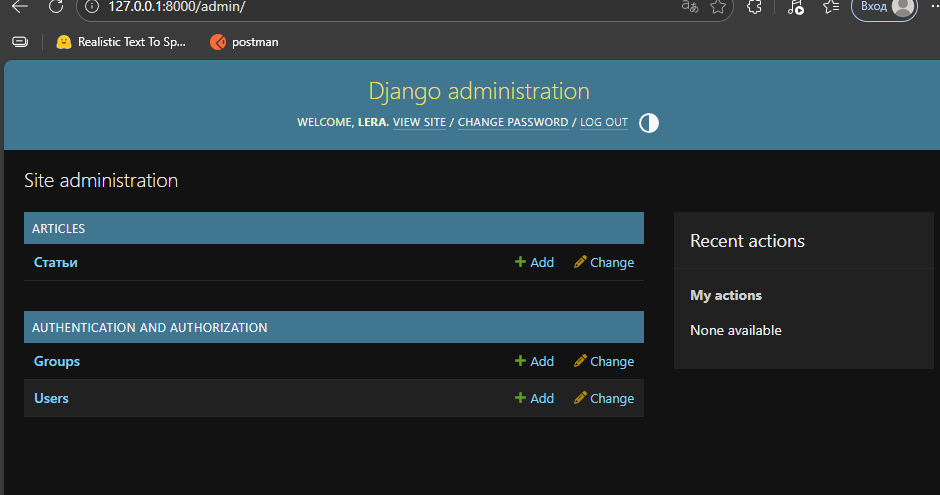 127.0.0.1:8000/admin/
Вход
Realistic Text To Sp... postman
Django administration
WELCOME, LERA. VIEW SITE / CHANGE PASSWORD / LOG OUT
Site administration
ARTICLES
Статьи + Add Change
AUTHENTICATION AND AUTHORIZATION
Groups + Add Change
Users + Add Change
Recent actions
My actions
None available